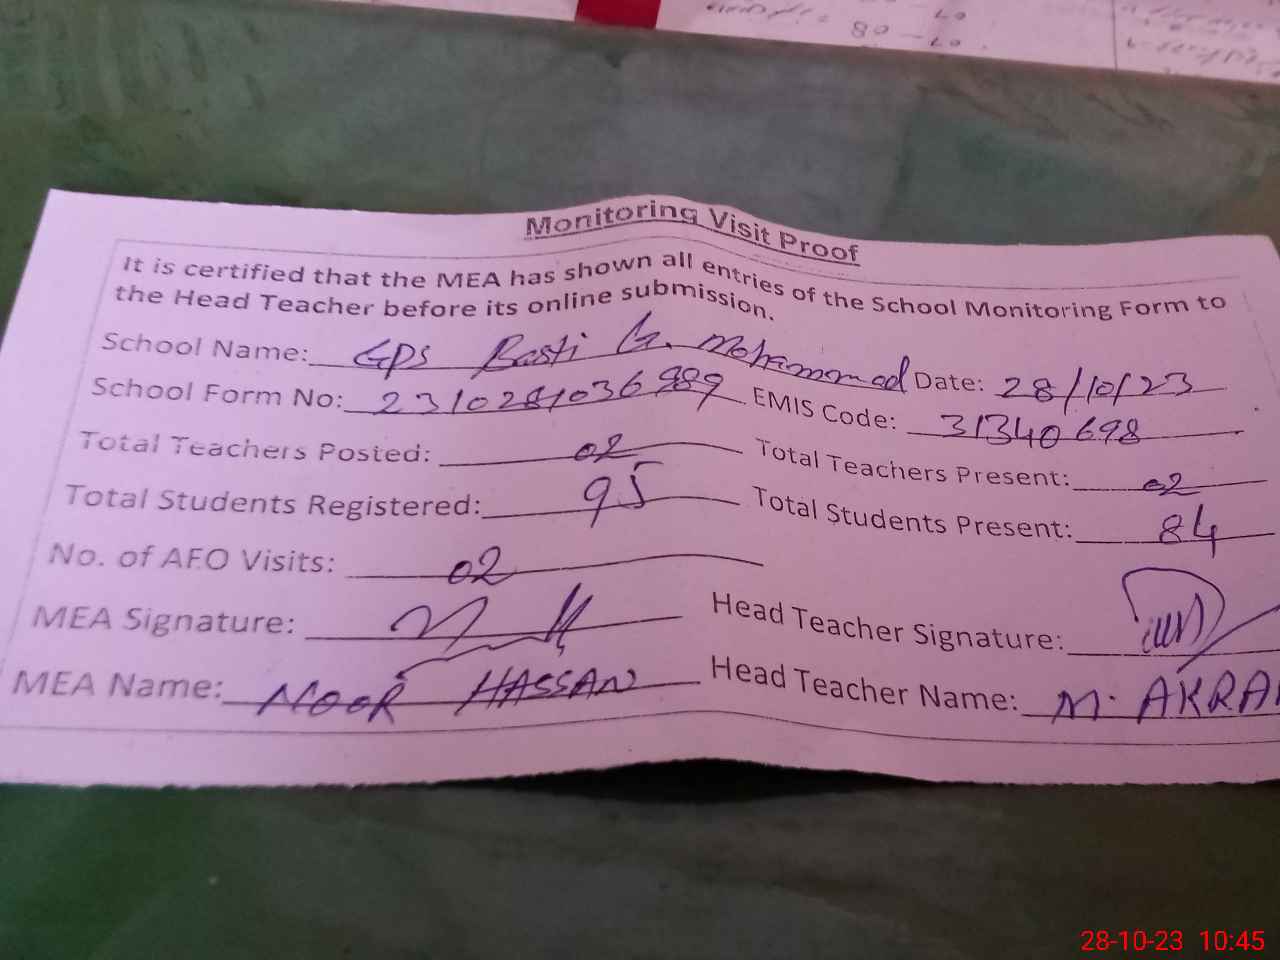 08 - 07
07
Monitoring Visit Proof
It is certified that the MEA has shown all entries of the School Monitoring Form to
the Head Teacher before its online submission.
School Name: GPS Basti G. Mohammad Date: 28/10/23
School Form No: 2310281036989 EMIS Code: 31340698
Total Teachers Posted: 02 Total Teachers Present: 02
Total Students Registered: 95 Total Students Present: 84
No. of AFO Visits: 02
MEA Signature: Head Teacher Signature:
MEA Name: NOOR HASSAN Head Teacher Name: M. AKRA
28-10-23 10:45